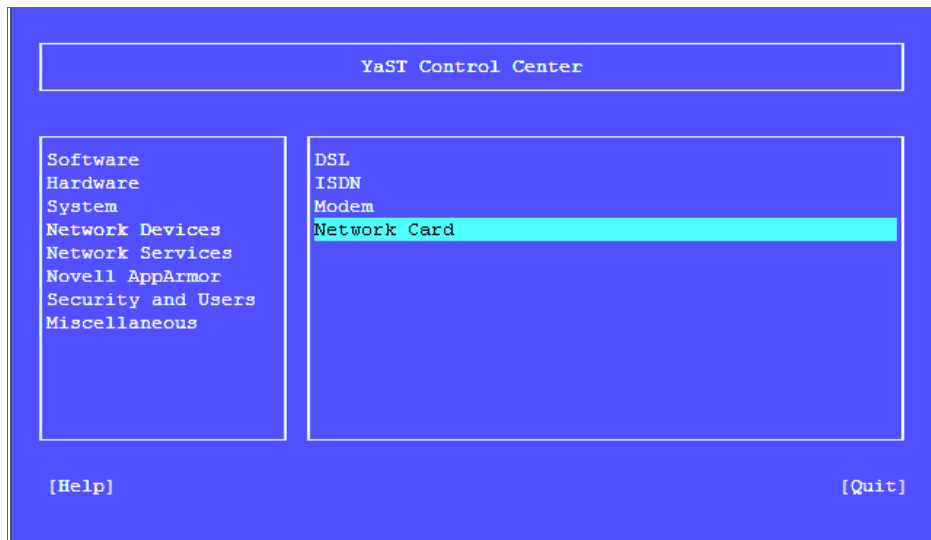 YaST Control Center
Software
Hardware
System
Network Devices
Network Services
Novell AppArmor
Security and Users
Miscellaneous
DSL
ISDN
Modem
Network Card
[Help] [Quit]